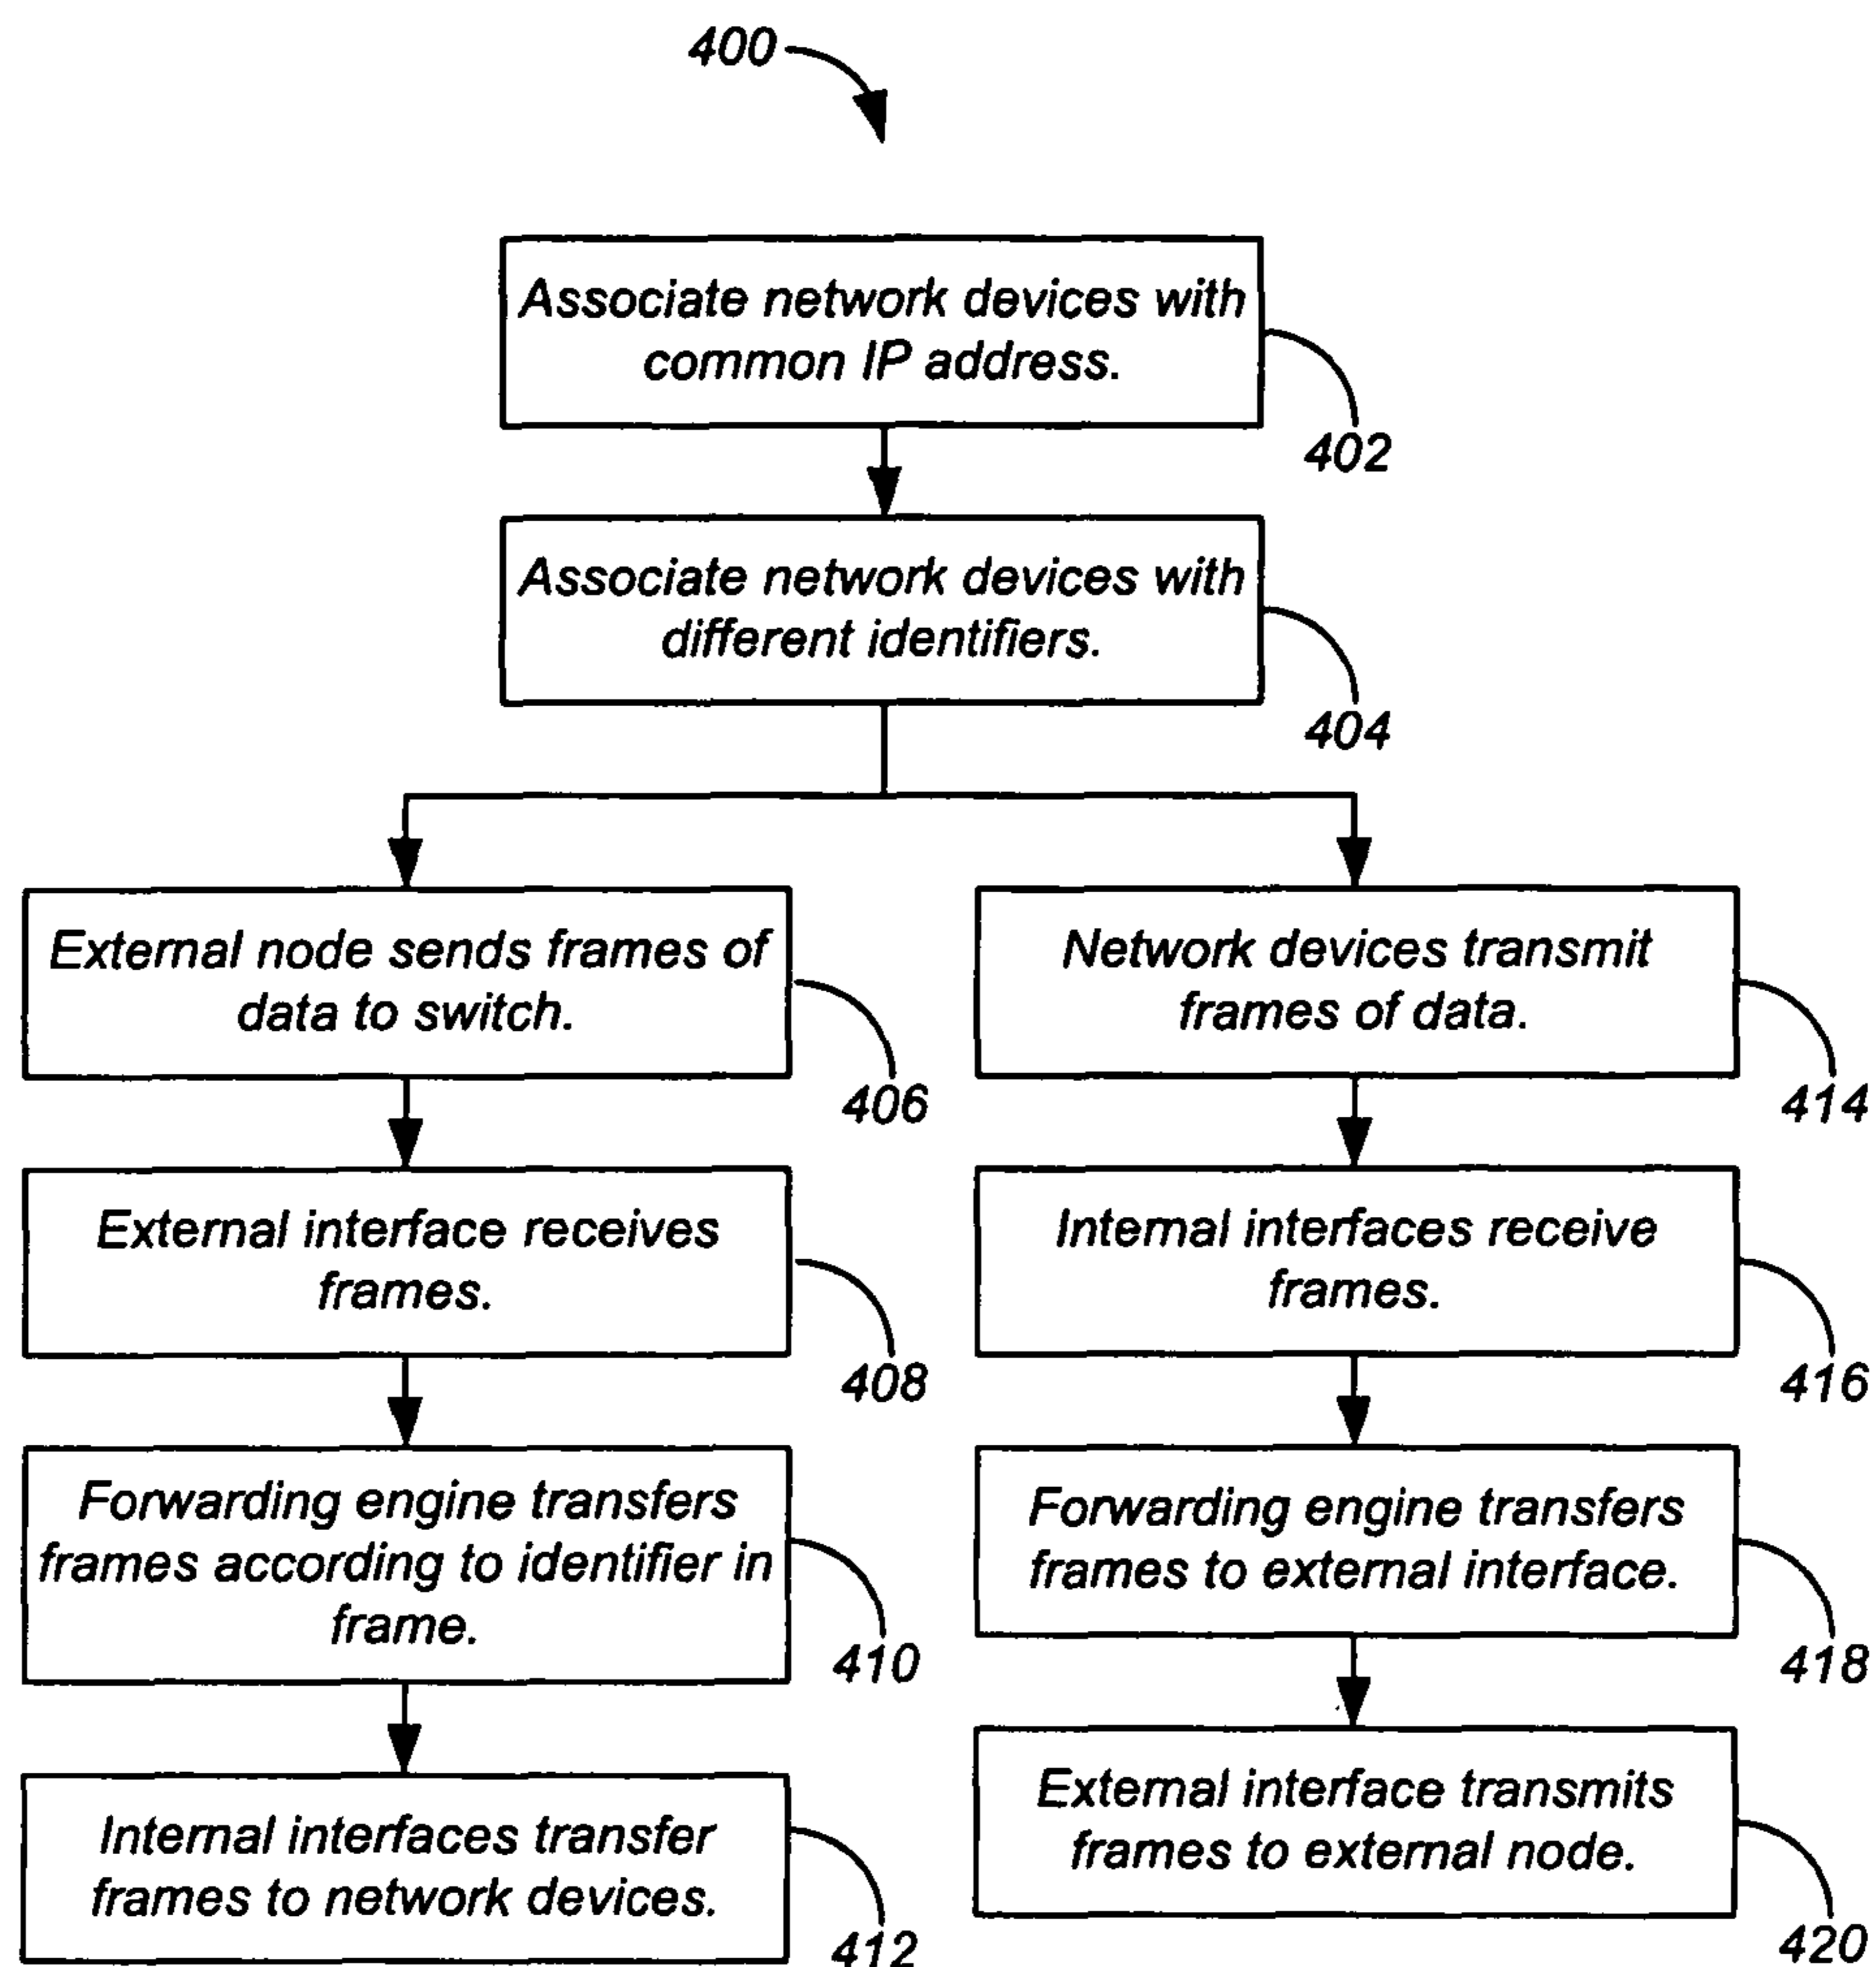 400
Associate network devices with
common IP address.
402
Associate network devices with
different identifiers.
404
External node sends frames of
data to switch.
406
Network devices transmit
frames of data.
414
External interface receives
frames.
408
Internal interfaces receive
frames.
416
Forwarding engine transfers
frames according to identifier in
frame.
410
Forwarding engine transfers
frames to external interface.
418
Internal interfaces transfer
frames to network devices.
412
External interface transmits
frames to external node.
420